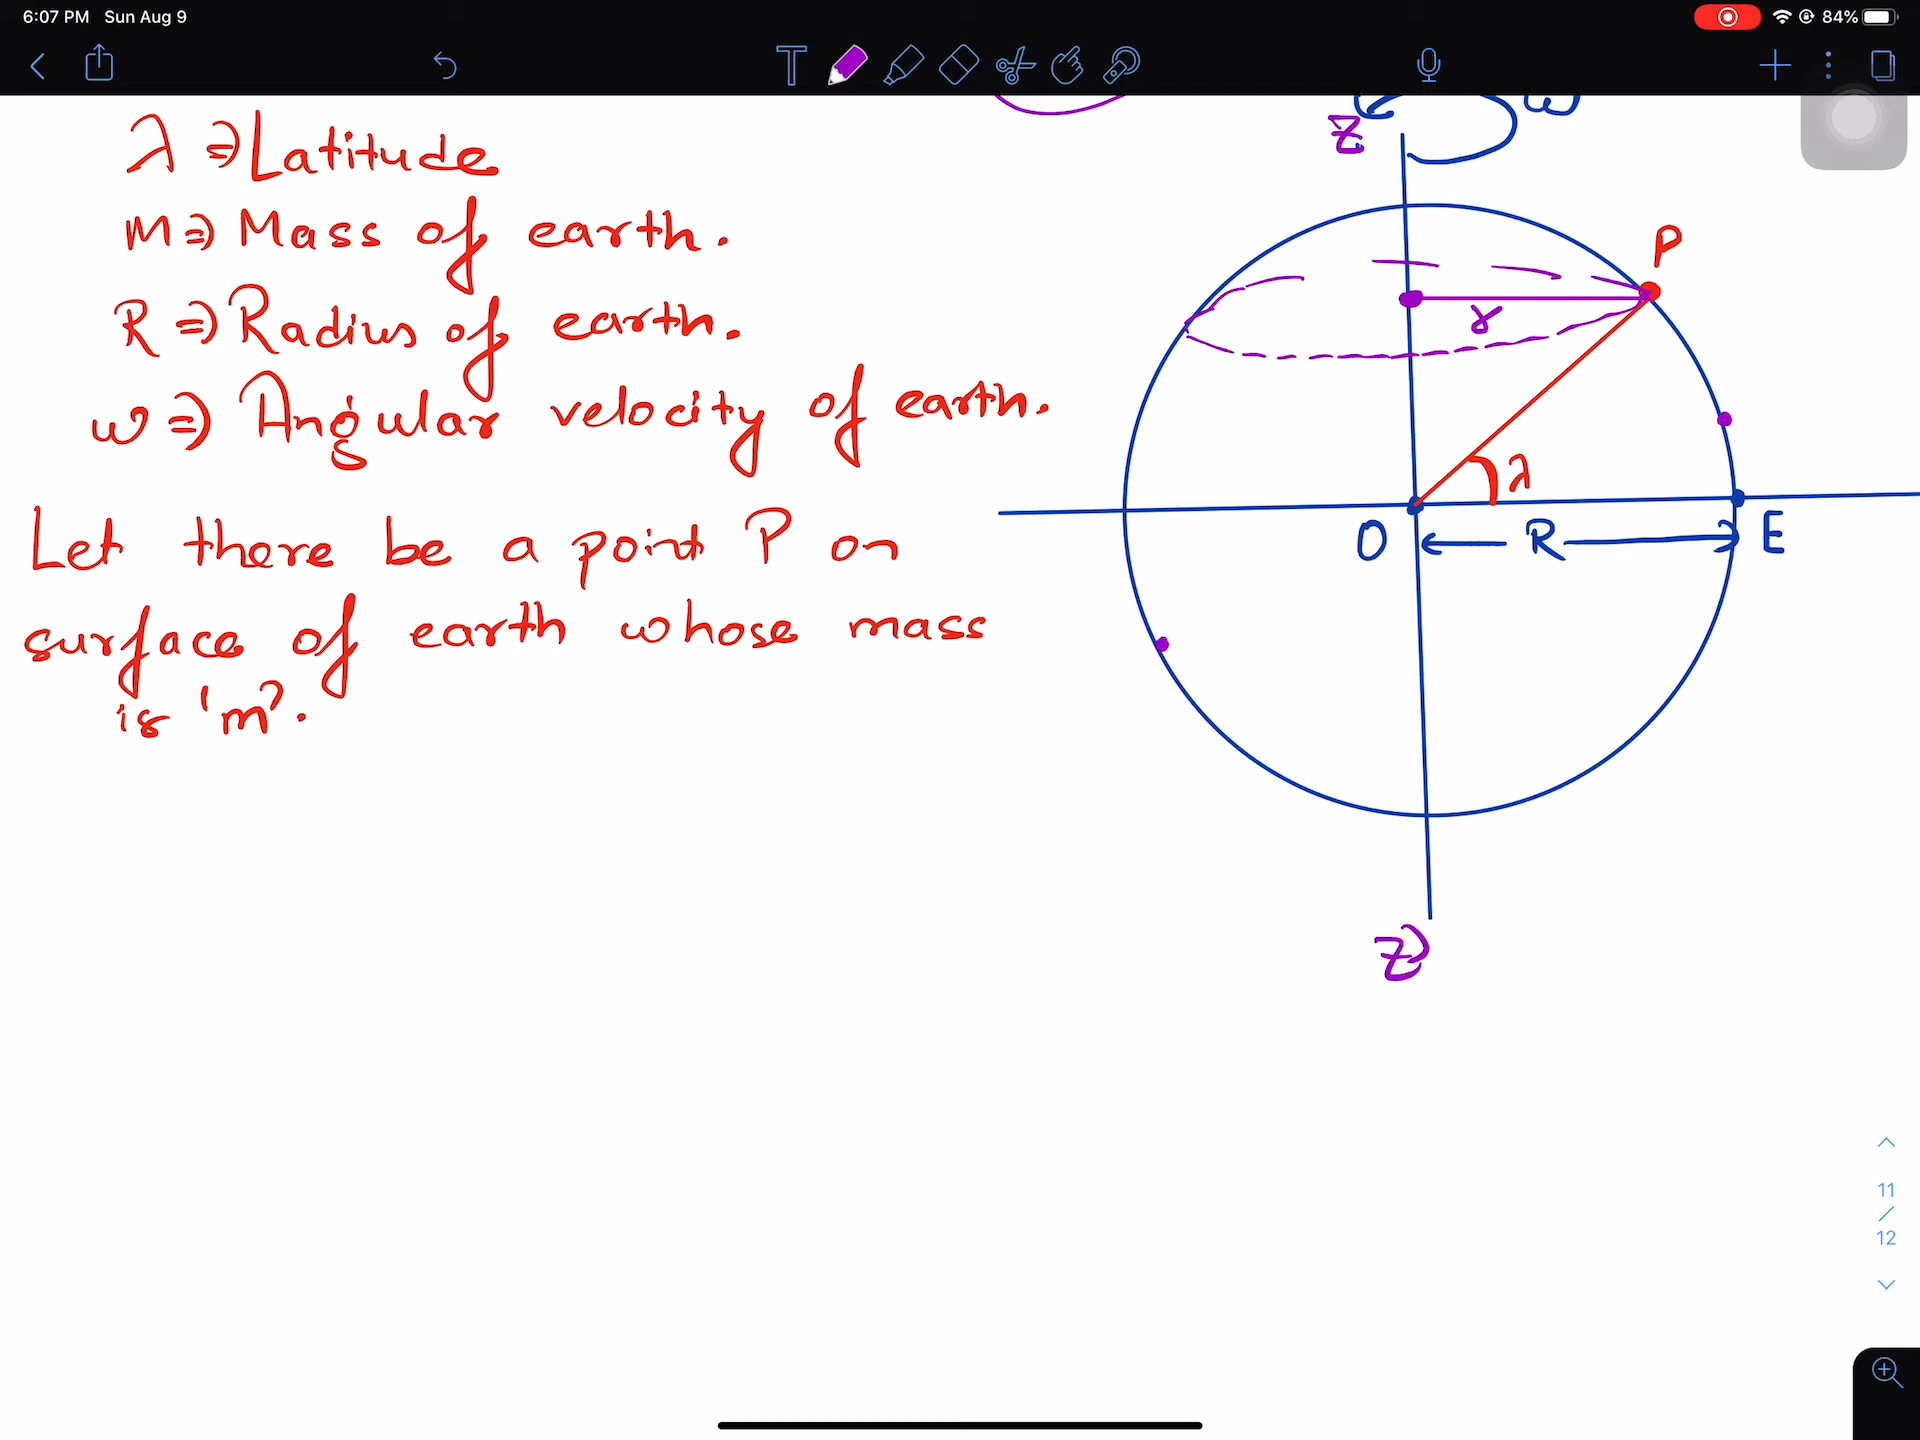 6:07 PM Sun Aug 9
84%
λ ⇒ Latitude
M ⇒ Mass of earth.
R ⇒ Radius of earth.
ω ⇒ Angular velocity of earth.
Let there be a point P on
surface of earth whose mass
is 'm'.
ω
Z
P
r
λ
O
R
E
Z'
11
/
12